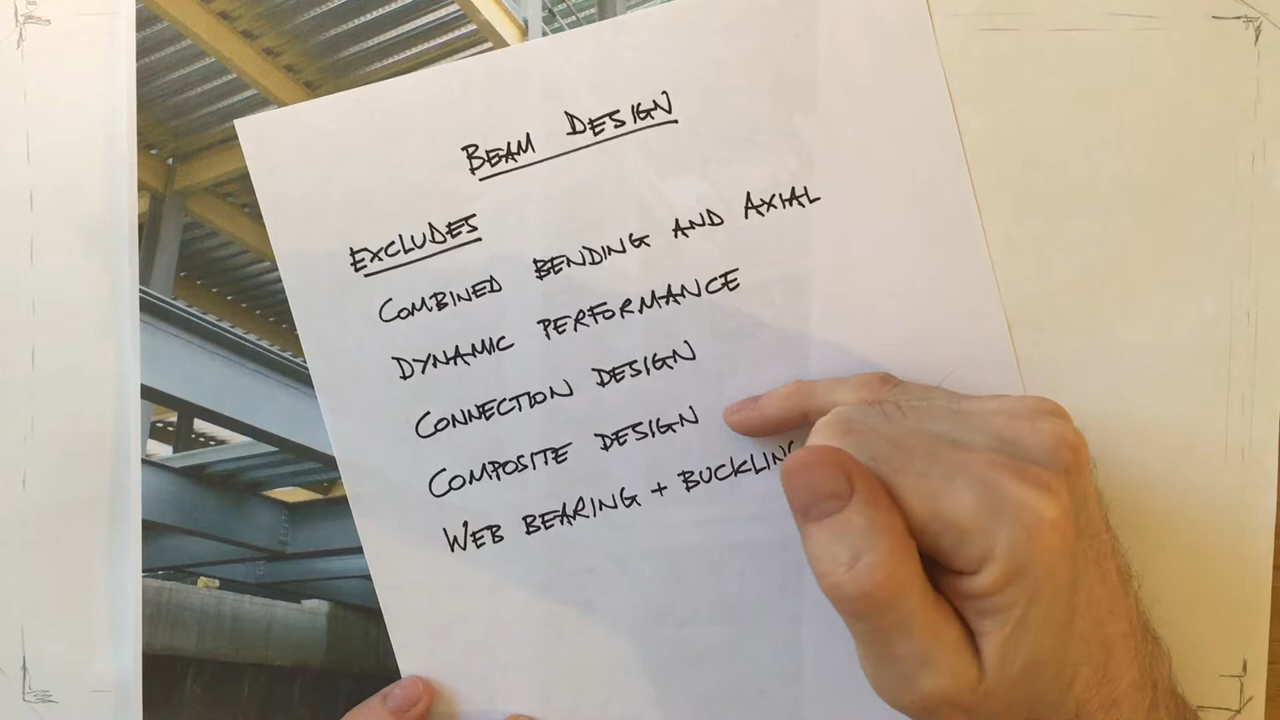 BEAM DESIGN
EXCLUDES
COMBINED BENDING AND AXIAL
DYNAMIC PERFORMANCE
CONNECTION DESIGN
COMPOSITE DESIGN
WEB BEARING + BUCKLING